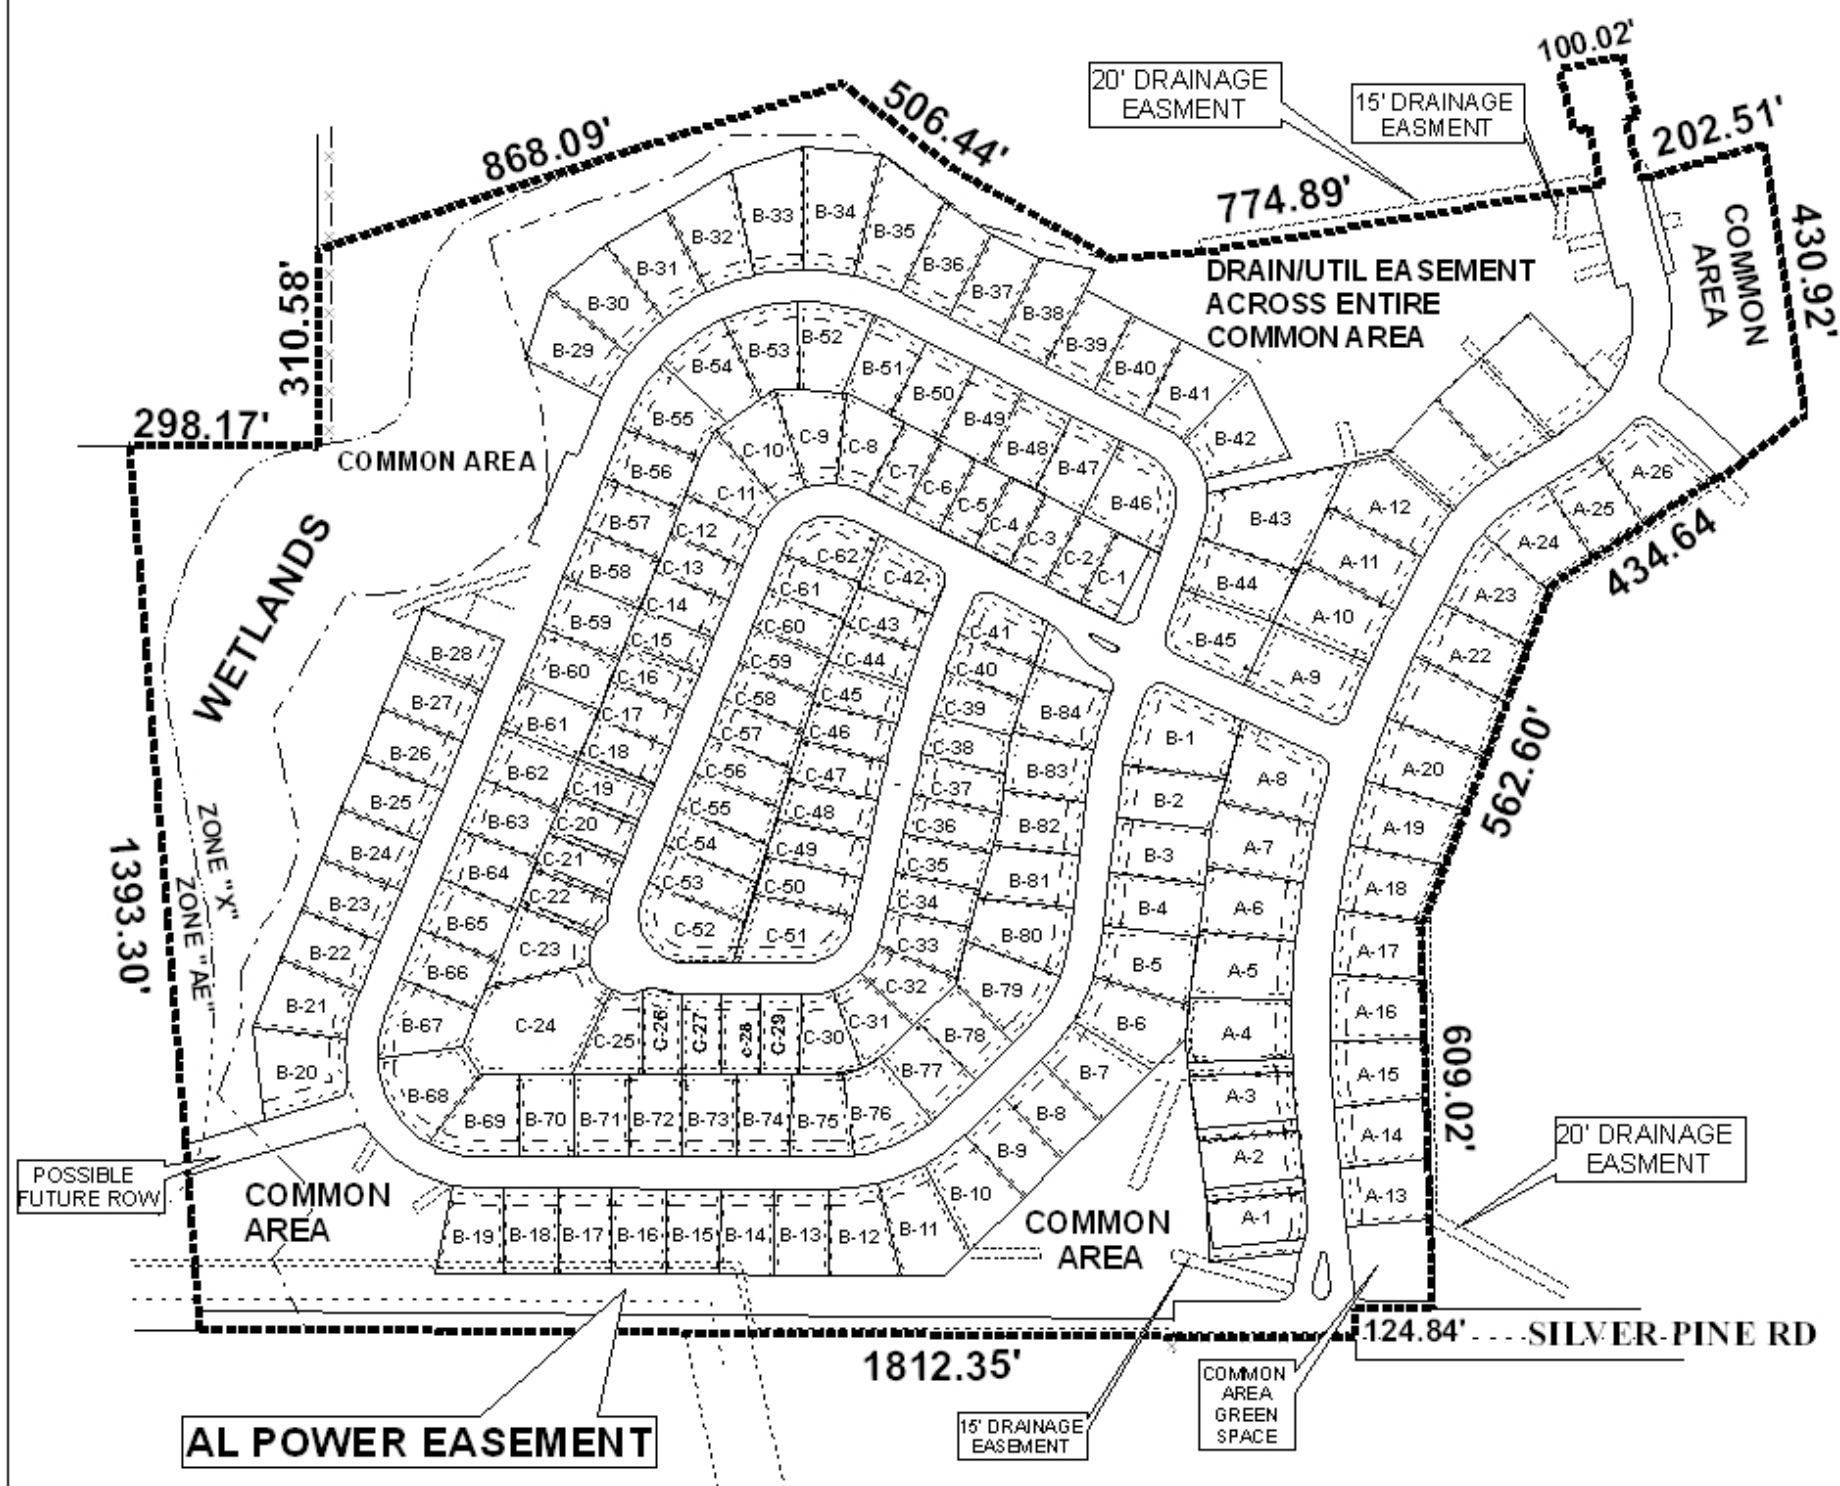 100.02'
20' DRAINAGE
EASMENT
15' DRAINAGE
EASMENT
202.51'
868.09'
506.44'
774.89'
430.92'
COMMON
AREA
DRAIN/UTIL EASEMENT
ACROSS ENTIRE
COMMON AREA
310.58'
298.17'
COMMON AREA
WETLANDS
ZONE "X"
ZONE "AE"
1393.30'
434.64
562.60'
609.02'
B-33
B-34
B-32
B-35
B-31
B-36
B-30
B-37
B-38
B-29
B-39
B-40
B-41
B-42
B-54
B-53
B-52
B-51
B-50
B-49
B-48
B-47
B-46
B-55
B-56
B-57
B-58
B-59
B-60
B-61
B-62
B-63
B-64
B-65
B-66
B-67
B-68
C-10
C-9
C-8
C-7
C-6
C-5
C-4
C-3
C-2
C-1
C-11
C-12
C-13
C-14
C-15
C-16
C-17
C-18
C-19
C-20
C-21
C-22
C-23
C-24
C-25
C-26
C-27
c-28
C-29
C-30
C-31
C-32
C-33
C-34
C-35
C-36
C-37
C-38
C-39
C-40
C-41
C-62
C-61
C-60
C-59
C-58
C-57
C-56
C-55
C-54
C-53
C-52
C-42
C-43
C-44
C-45
C-46
C-47
C-48
C-49
C-50
C-51
B-43
B-44
B-45
A-12
A-11
A-10
A-9
A-26
A-25
A-24
A-23
A-22
A-20
A-19
A-18
A-17
A-16
A-15
A-14
A-13
B-84
B-83
B-82
B-81
B-80
B-79
B-78
B-77
B-76
B-1
B-2
B-3
B-4
B-5
B-6
B-7
B-8
B-9
B-10
B-11
A-8
A-7
A-6
A-5
A-4
A-3
A-2
A-1
B-28
B-27
B-26
B-25
B-24
B-23
B-22
B-21
B-20
B-69
B-70
B-71
B-72
B-73
B-74
B-75
B-19
B-18
B-17
B-16
B-15
B-14
B-13
B-12
POSSIBLE
FUTURE ROW
COMMON
AREA
COMMON
AREA
20' DRAINAGE
EASMENT
124.84'
SILVER PINE RD
1812.35'
AL POWER EASEMENT
15' DRAINAGE
EASEMENT
COMMON
AREA
GREEN
SPACE